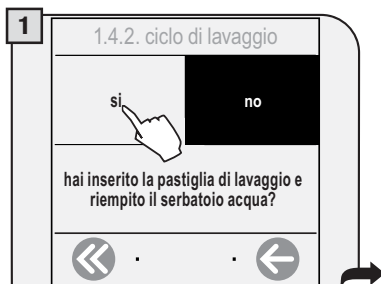 1
1.4.2. ciclo di lavaggio
si
no
hai inserito la pastiglia di lavaggio e
riempito il serbatoio acqua?